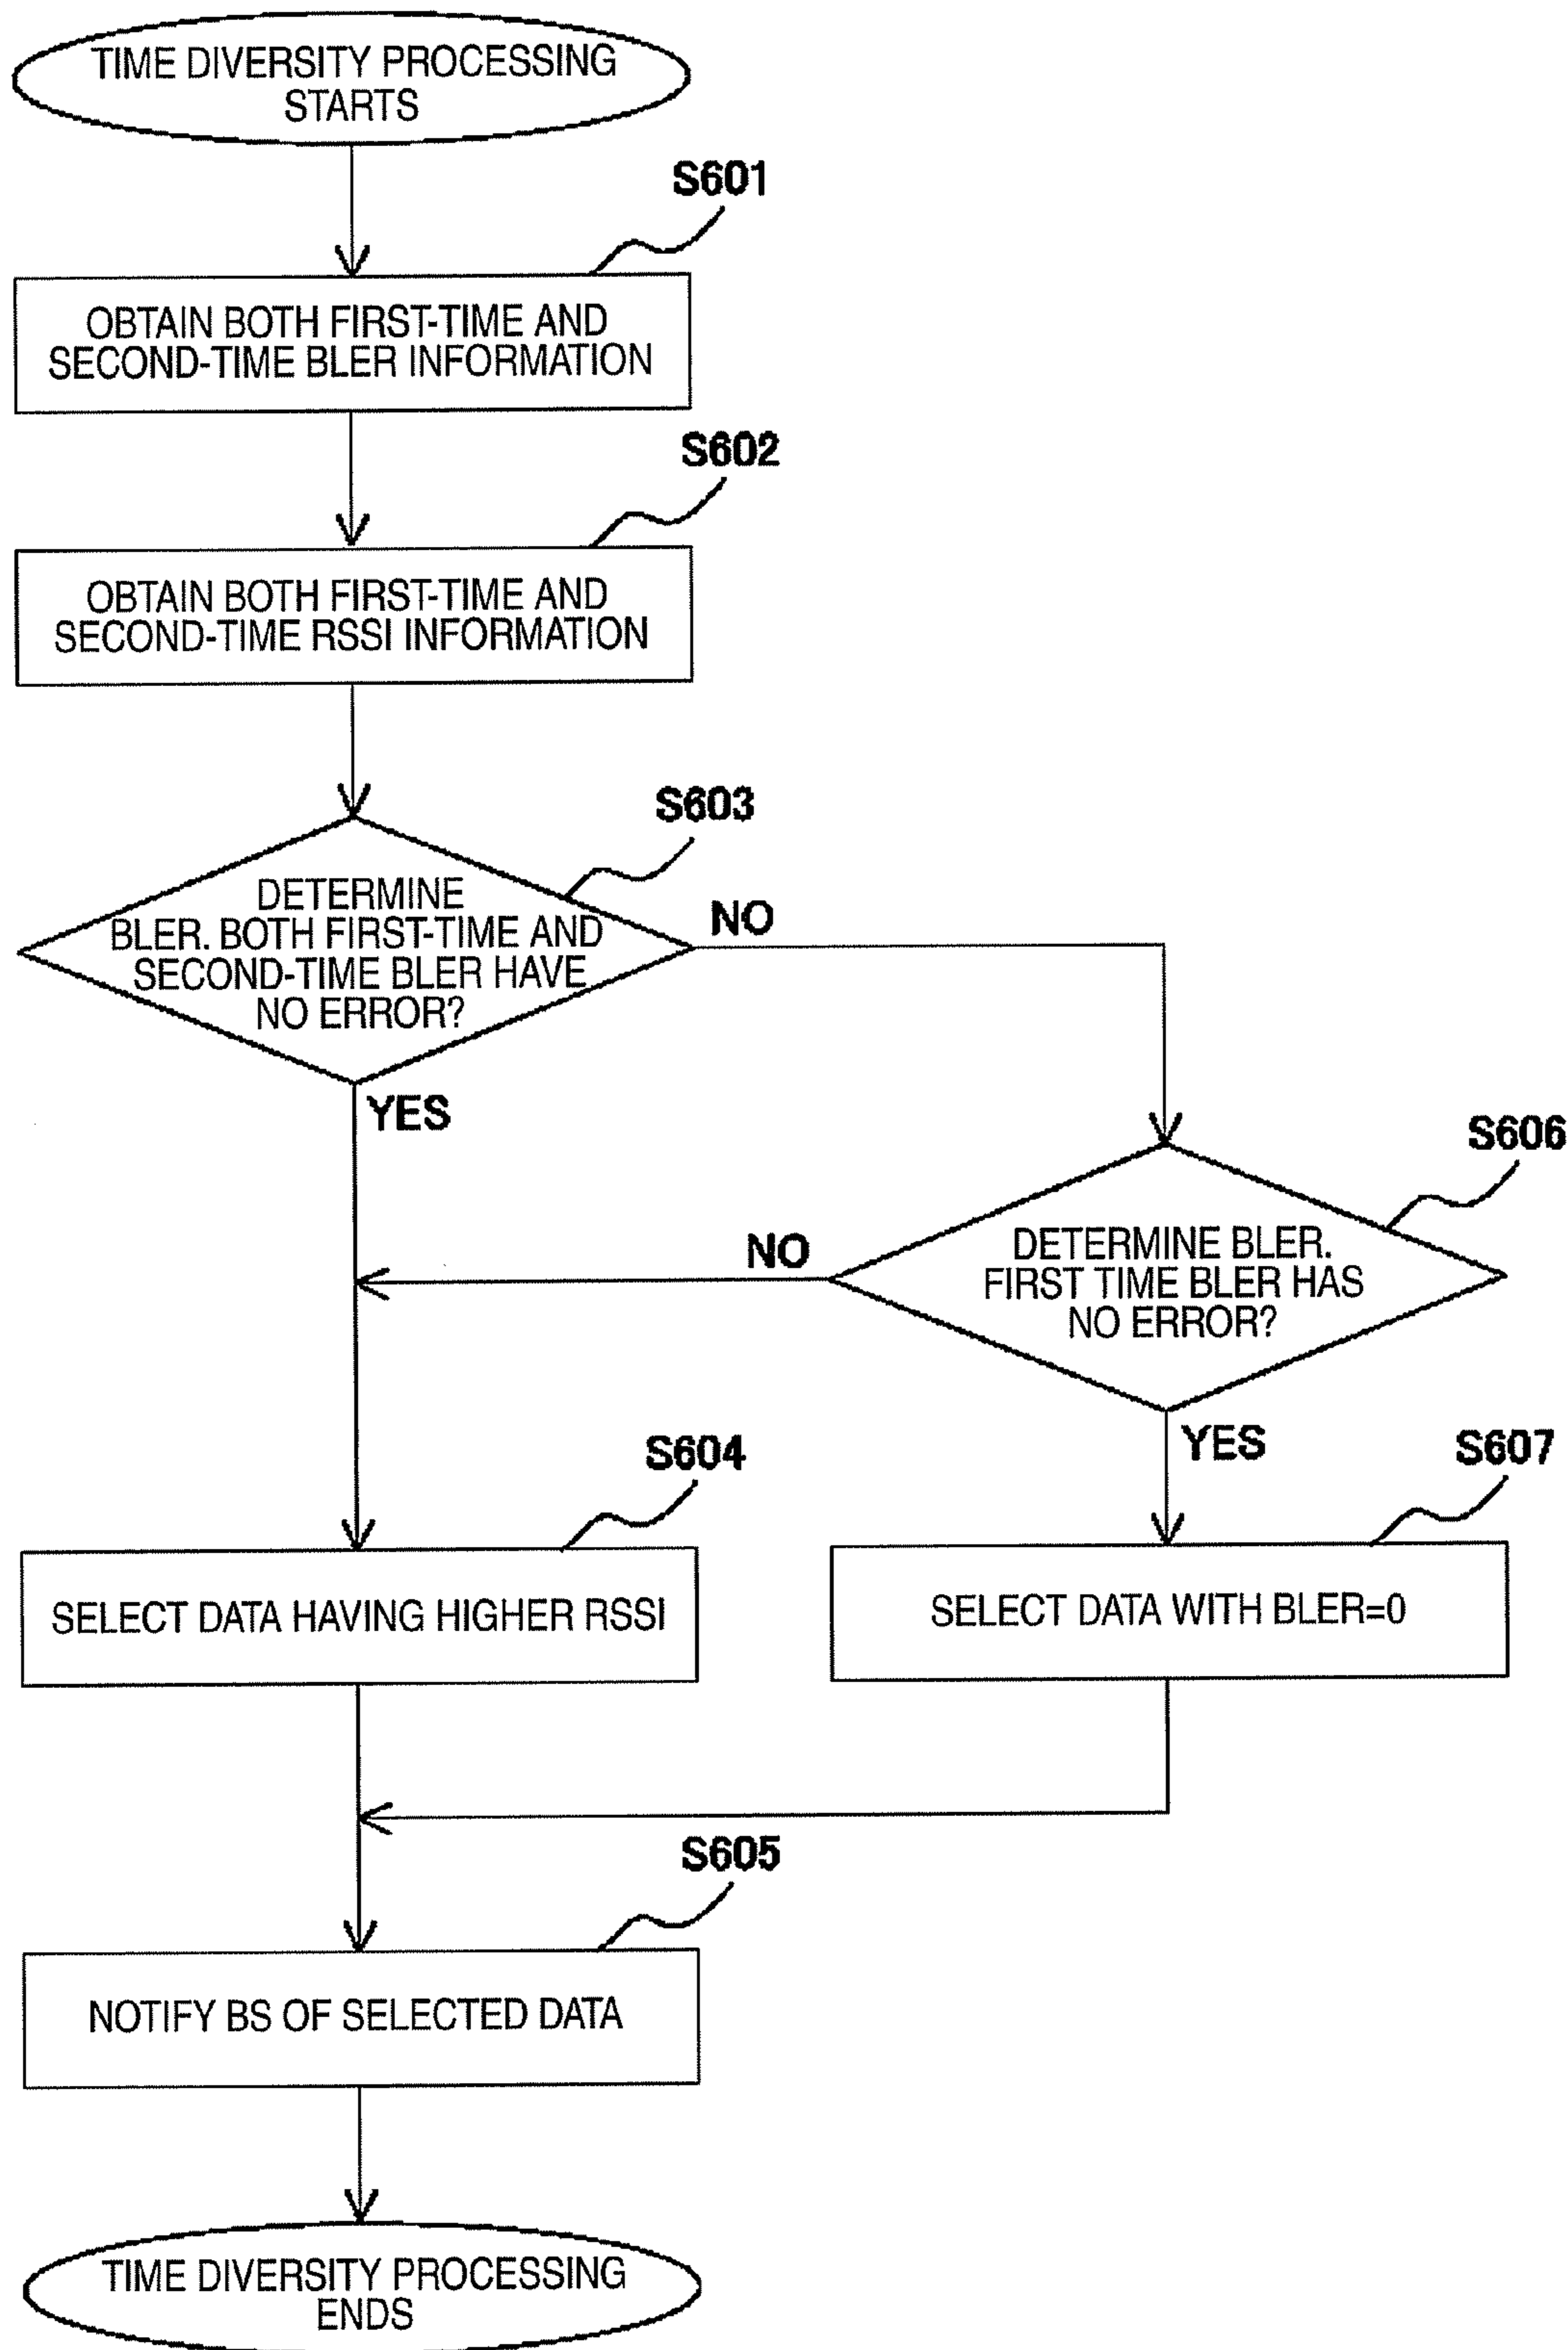 TIME DIVERSITY PROCESSING
STARTS
S601
OBTAIN BOTH FIRST-TIME AND
SECOND-TIME BLER INFORMATION
S602
OBTAIN BOTH FIRST-TIME AND
SECOND-TIME RSSI INFORMATION
S603
DETERMINE
BLER. BOTH FIRST-TIME AND
SECOND-TIME BLER HAVE
NO ERROR?
NO
YES
S606
DETERMINE BLER.
FIRST TIME BLER HAS
NO ERROR?
NO
YES
S604
SELECT DATA HAVING HIGHER RSSI
S607
SELECT DATA WITH BLER=0
S605
NOTIFY BS OF SELECTED DATA
TIME DIVERSITY PROCESSING
ENDS